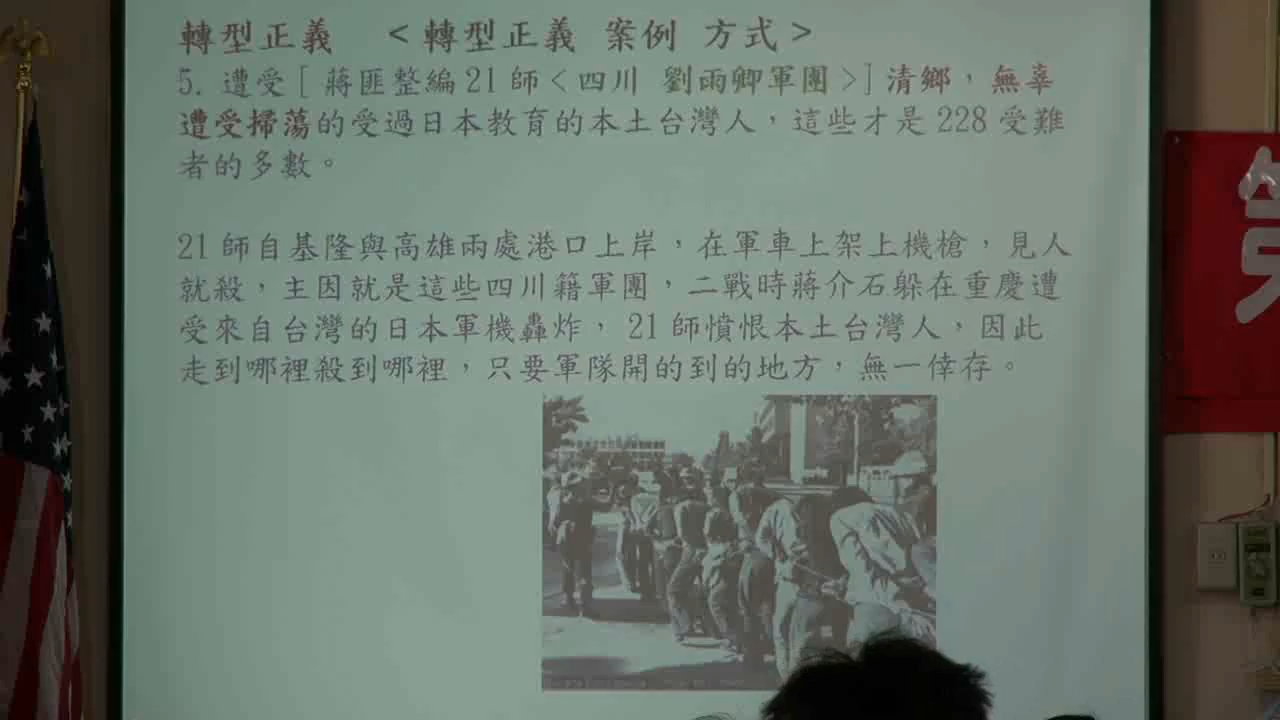 轉型正義 <轉型正義 案例 方式>
5. 遭受[蔣匪整編21師<四川 劉雨卿軍團>]清鄉，無辜
遭受掃蕩的受過日本教育的本土台灣人，這些才是228受難
者的多數。
21師自基隆與高雄兩處港口上岸，在軍車上架上機槍，見人
就殺，主因就是這些四川籍軍團，二戰時蔣介石躲在重慶遭
受來自台灣的日本軍機轟炸，21師憤恨本土台灣人，因此
走到哪裡殺到哪裡，只要軍隊開的到的地方，無一倖存。